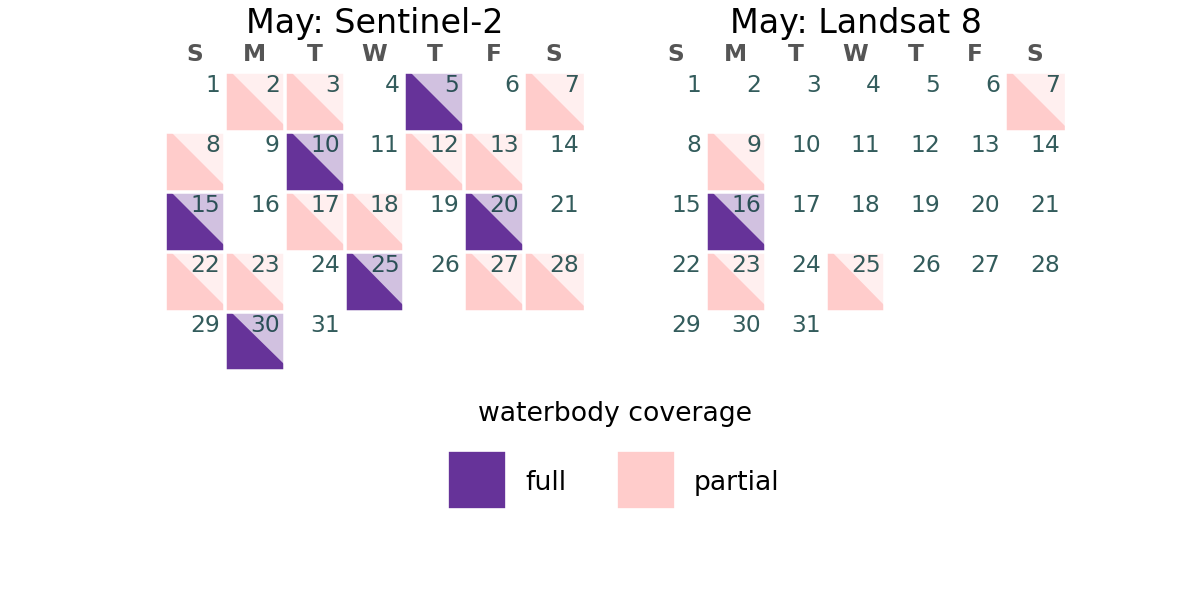 May: Sentinel-2
S M T W T F S
1 2 3 4 5 6 7
8 9 10 11 12 13 14
15 16 17 18 19 20 21
22 23 24 25 26 27 28
29 30 31
May: Landsat 8
S M T W T F S
1 2 3 4 5 6 7
8 9 10 11 12 13 14
15 16 17 18 19 20 21
22 23 24 25 26 27 28
29 30 31
waterbody coverage
full
partial